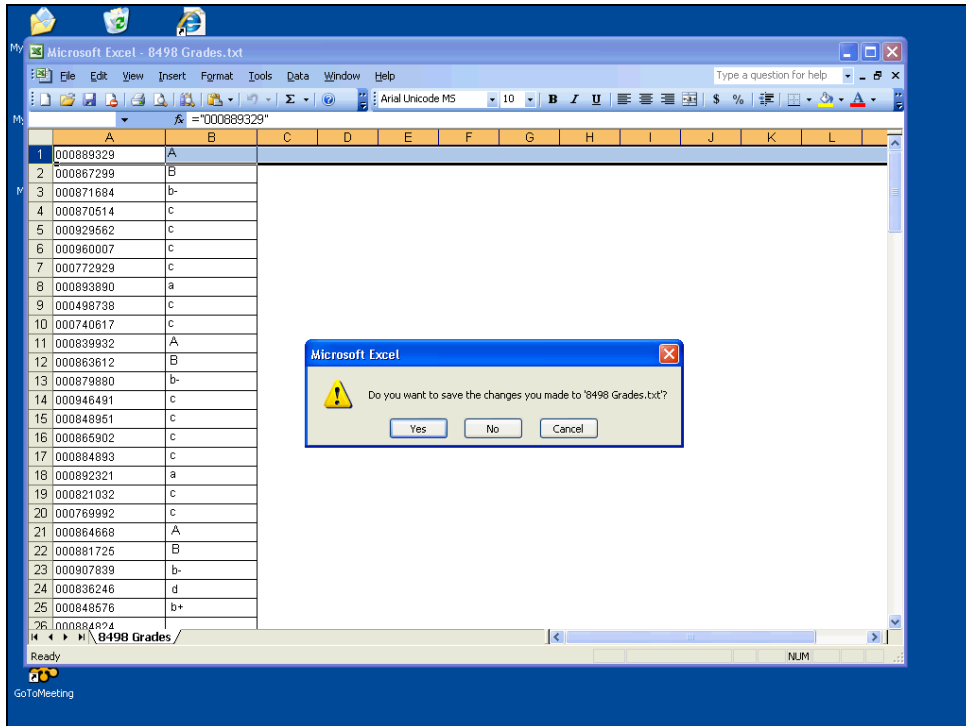 My
Microsoft Excel - 8498 Grades.txt
File Edit View Insert Format Tools Data Window Help Type a question for help
Arial Unicode MS 10 B I U $ %
My
fx ="000889329"
A B C D E F G H I J K L
1 000889329 A
2 000867299 B
M
3 000871684 b-
4 000870514 c
5 000929562 c
6 000960007 c
7 000772929 c
8 000893890 a
9 000498738 c
10 000740617 c
11 000839932 A
12 000863612 B
13 000879880 b-
14 000946491 c
15 000848951 c
16 000865902 c
17 000884893 c
18 000892321 a
19 000821032 c
20 000769992 c
21 000864668 A
22 000881725 B
23 000907839 b-
24 000836246 d
25 000848576 b+
26 000884824
Microsoft Excel
Do you want to save the changes you made to '8498 Grades.txt'?
Yes No Cancel
8498 Grades
Ready NUM
GoToMeeting